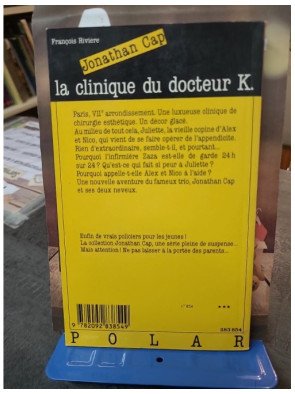 François Rivière
Jonathan Cap
la clinique du docteur K.
Paris, VIIᵉ arrondissement. Une luxueuse clinique de
chirurgie esthétique. Un décor glacé.
Au milieu de tout cela, Juliette, la vieille copine d'Alex
et Nico, qui vient de se faire opérer de l'appendicite.
Rien d'extraordinaire, semble-t-il, et pourtant...
Pourquoi l'infirmière Zaza est-elle de garde 24 h
sur 24 ? Qu'est-ce qui fait si peur à Juliette ?
Pourquoi appelle-t-elle Alex et Nico à l'aide ?
Une nouvelle aventure du fameux trio, Jonathan Cap
et ses deux neveux.
Enfin de vrais policiers pour les jeunes !
La collection Jonathan Cap, une série pleine de suspense...
Mais attention ! Ne pas laisser à la portée des parents...
9 782092 838549
***
POLAR